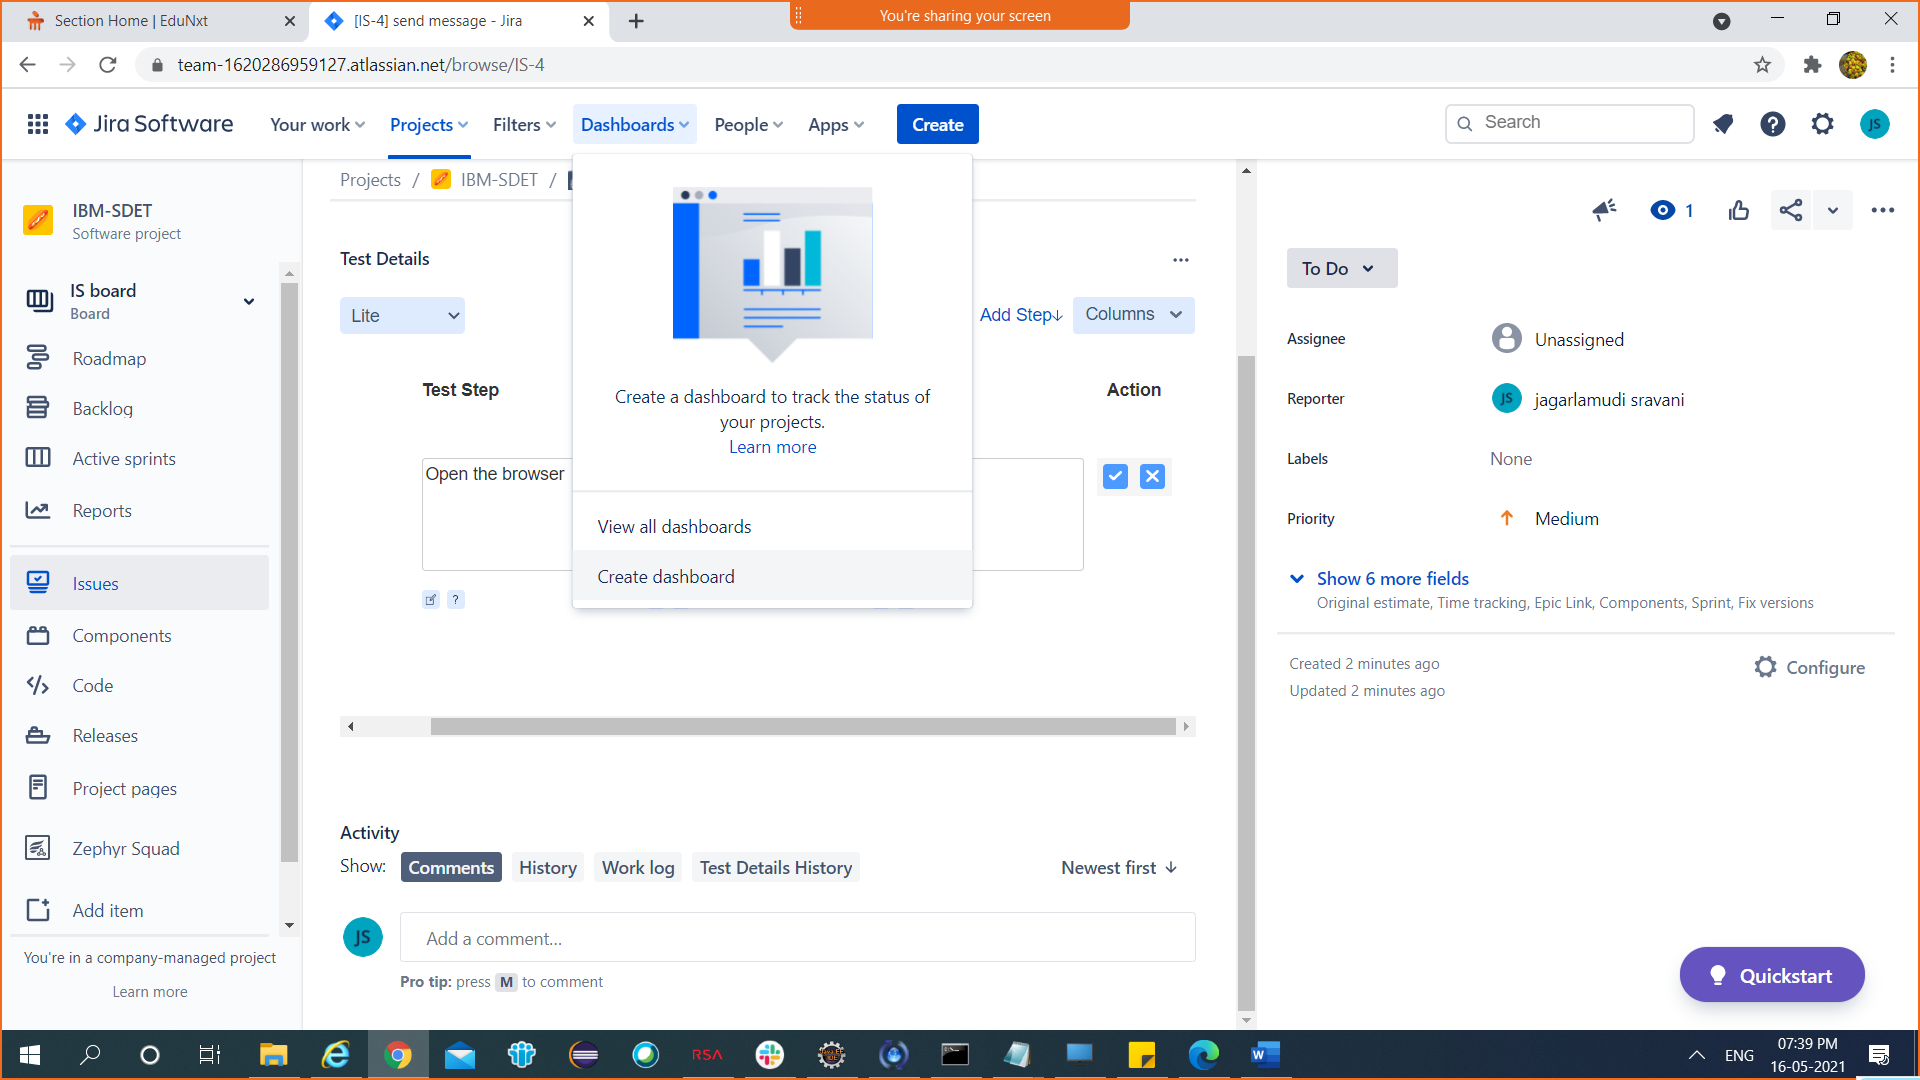 Section Home | EduNxt
[IS-4] send message - Jira
You're sharing your screen
team-1620286959127.atlassian.net/browse/IS-4
Jira Software
Your work
Projects
Filters
Dashboards
People
Apps
Create
Search
JS
IBM-SDET
Software project
IS board
Board
Roadmap
Backlog
Active sprints
Reports
Issues
Components
Code
Releases
Project pages
Zephyr Squad
Add item
You're in a company-managed project
Learn more
Projects / IBM-SDET /
Test Details
Lite
Add Step↓
Columns
Test Step
Action
Open the browser
?
Create a dashboard to track the status of
your projects.
Learn more
View all dashboards
Create dashboard
Activity
Show:
Comments
History
Work log
Test Details History
Newest first ↓
JS
Add a comment...
Pro tip: press M to comment
1
To Do
Assignee
Unassigned
Reporter
JS
jagarlamudi sravani
Labels
None
Priority
Medium
Show 6 more fields
Original estimate, Time tracking, Epic Link, Components, Sprint, Fix versions
Created 2 minutes ago
Updated 2 minutes ago
Configure
Quickstart
RSA
ENG
07:39 PM
16-05-2021